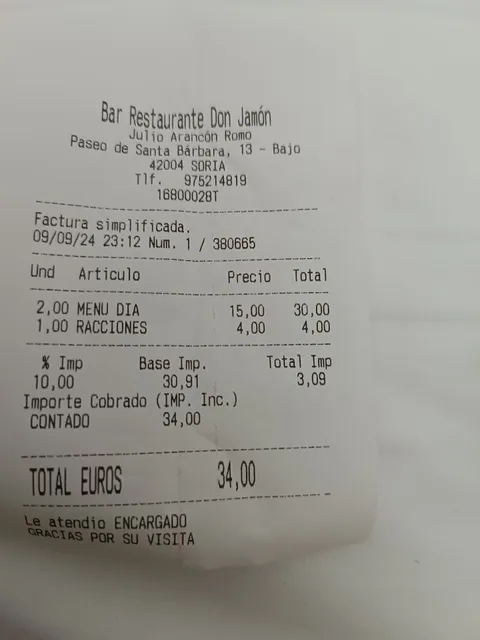 Bar Restaurante Don Jamón
Julio Arancón Romo
Paseo de Santa Bárbara, 13 - Bajo
42004 SORIA
Tlf. 975214819
16800028T
Factura simplificada.
09/09/24 23:12 Num. 1 / 380665
Und Articulo Precio Total
2,00 MENU DIA 15,00 30,00
1,00 RACCIONES 4,00 4,00
% Imp Base Imp. Total Imp
10,00 30,91 3,09
Importe Cobrado (IMP. Inc.)
CONTADO 34,00
TOTAL EUROS 34,00
Le atendio ENCARGADO
GRACIAS POR SU VISITA